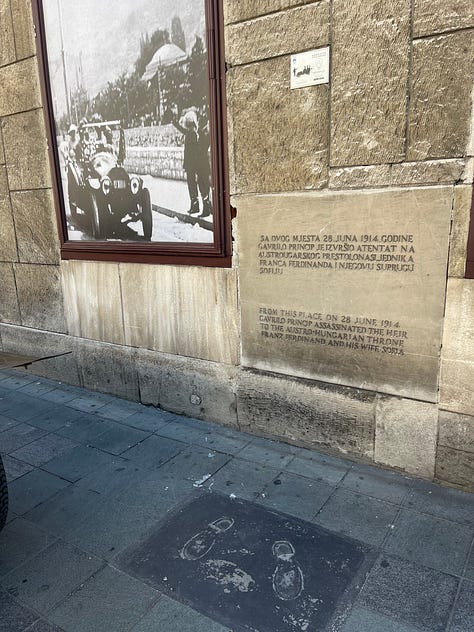 SA OVOG MJESTA 28 JUNA 1914. GODINE
GAVRILO PRINCIP JE IZVRŠIO ATENTAT NA
AUSTROUGARSKOG PRESTOLONASLJEDNIKA
FRANCA FERDINANDA I NJEGOVU SUPRUGU
SOFIJU
FROM THIS PLACE ON 28 JUNE 1914
GAVRILO PRINCIP ASSASSINATED THE HEIR
TO THE AUSTRO-HUNGARIAN THRONE
FRANZ FERDINAND AND HIS WIFE SOFIA